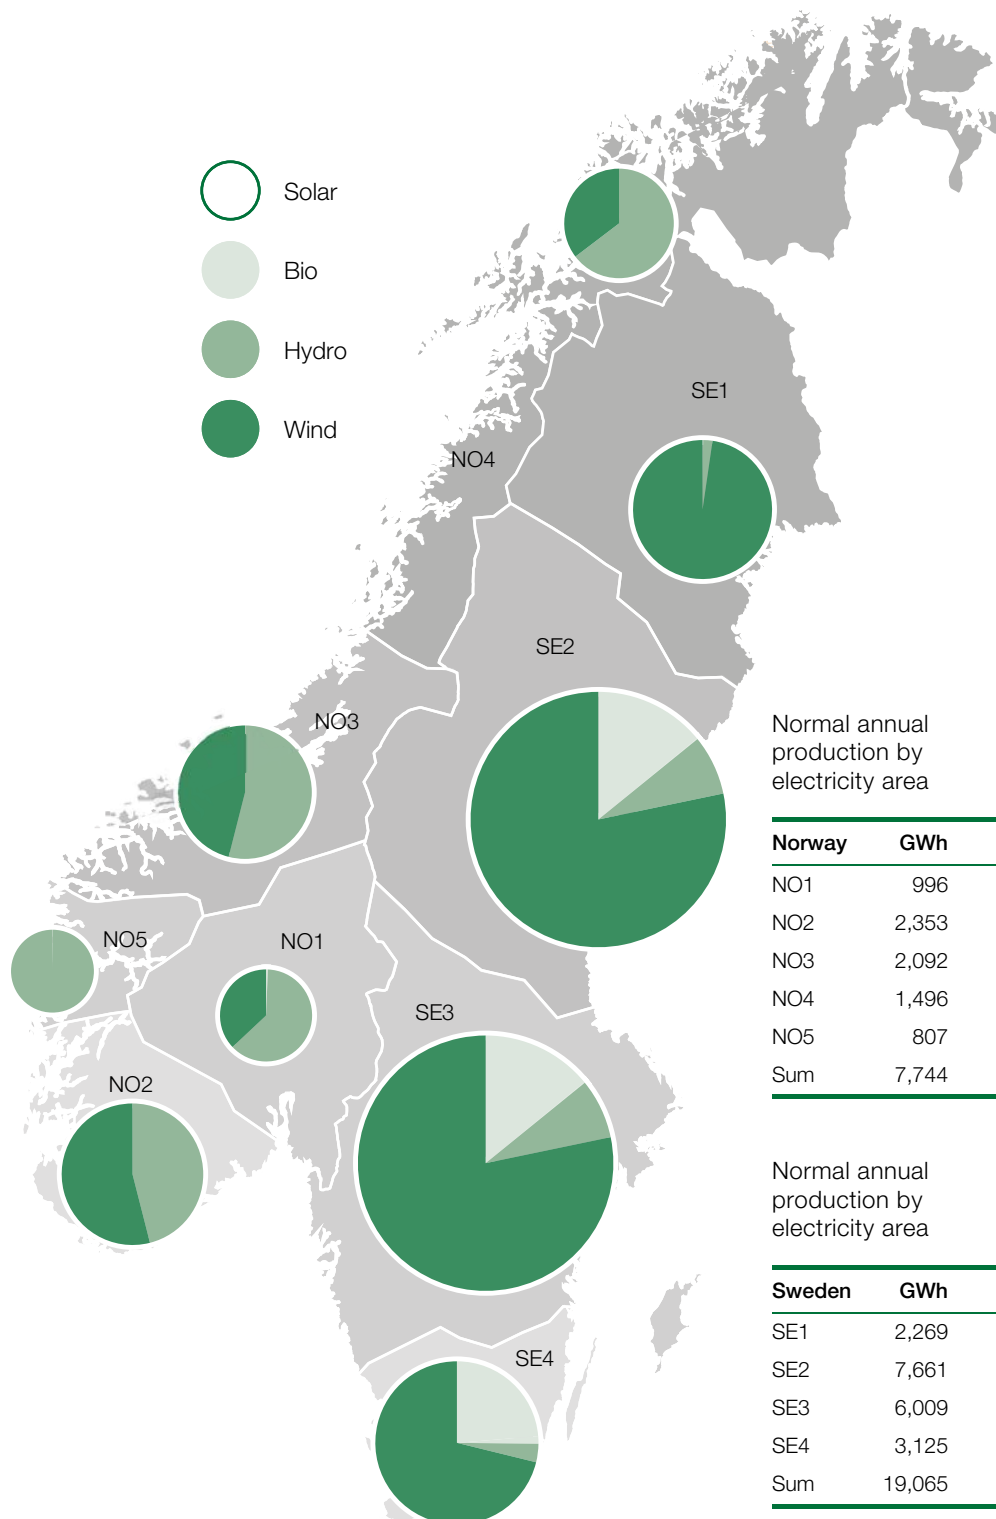 Solar
Bio
Hydro
Wind
SE1
NO4
SE2
NO3
NO5
NO1
SE3
NO2
SE4
Normal annual
production by
electricity area
Norway GWh
NO1 996
NO2 2,353
NO3 2,092
NO4 1,496
NO5 807
Sum 7,744
Normal annual
production by
electricity area
Sweden GWh
SE1 2,269
SE2 7,661
SE3 6,009
SE4 3,125
Sum 19,065